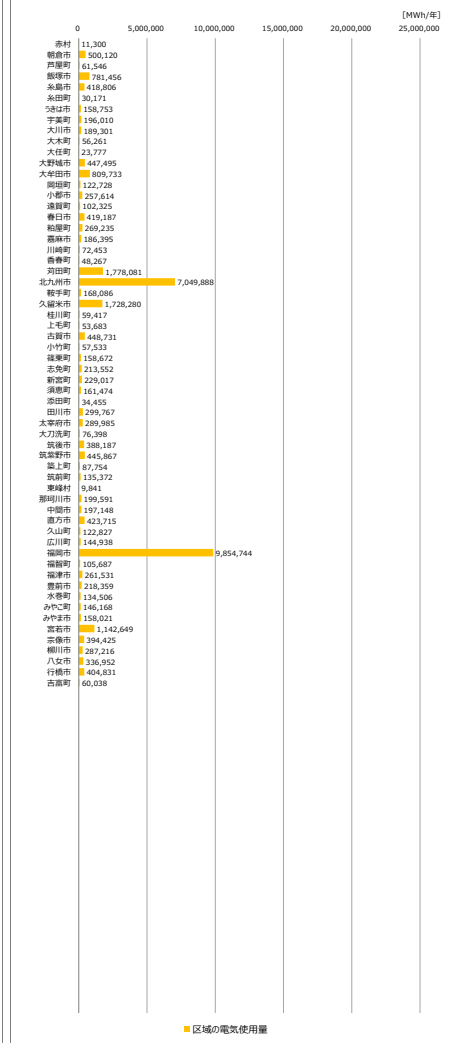 [MWh/年]
0 5,000,000 10,000,000 15,000,000 20,000,000 25,000,000
赤村 11,300
朝倉市 500,120
芦屋町 61,546
飯塚市 781,456
糸島市 418,806
糸田町 30,171
うきは市 158,753
宇美町 196,010
大川市 189,301
大木町 56,261
大任町 23,777
大野城市 447,495
大牟田市 809,733
岡垣町 122,728
小郡市 257,614
遠賀町 102,325
春日市 419,187
粕屋町 269,235
嘉麻市 186,395
川崎町 72,453
香春町 48,267
苅田町 1,778,081
北九州市 7,049,888
鞍手町 168,086
久留米市 1,728,280
桂川町 59,417
上毛町 53,683
古賀市 448,731
小竹町 57,533
篠栗町 158,672
志免町 213,552
新宮町 229,017
須恵町 161,474
添田町 34,455
田川市 299,767
太宰府市 289,985
大刀洗町 76,398
筑後市 388,187
筑紫野市 445,867
築上町 87,754
筑前町 135,372
東峰村 9,841
那珂川市 199,591
中間市 197,148
直方市 423,715
久山町 122,827
広川町 144,938
福岡市 9,854,744
福智町 105,687
福津市 261,531
豊前市 218,359
水巻町 134,506
みやこ町 146,168
みやま市 158,021
宮若市 1,142,649
宗像市 394,425
柳川市 287,216
八女市 336,952
行橋市 404,831
吉富町 60,038
区域の電気使用量